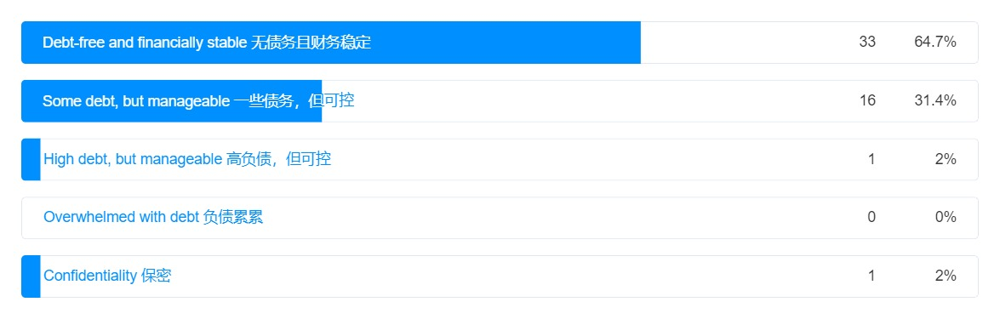 Debt-free and financially stable 无债务且财务稳定 33 64.7%
Some debt, but manageable 一些债务，但可控 16 31.4%
High debt, but manageable 高负债，但可控 1 2%
Overwhelmed with debt 负债累累 0 0%
Confidentiality 保密 1 2%